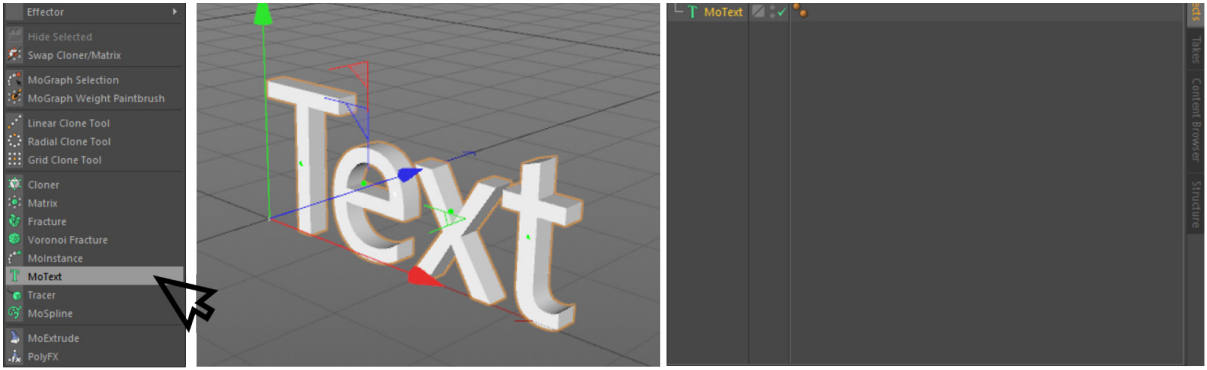 Effector
Hide Selected
Swap Cloner/Matrix
MoGraph Selection
MoGraph Weight Paintbrush
Linear Clone Tool
Radial Clone Tool
Grid Clone Tool
Cloner
Matrix
Fracture
Voronoi Fracture
MoInstance
MoText
Tracer
MoSpline
MoExtrude
PolyFX
Text
MoText
cts
Takes
Content Browser
Structure